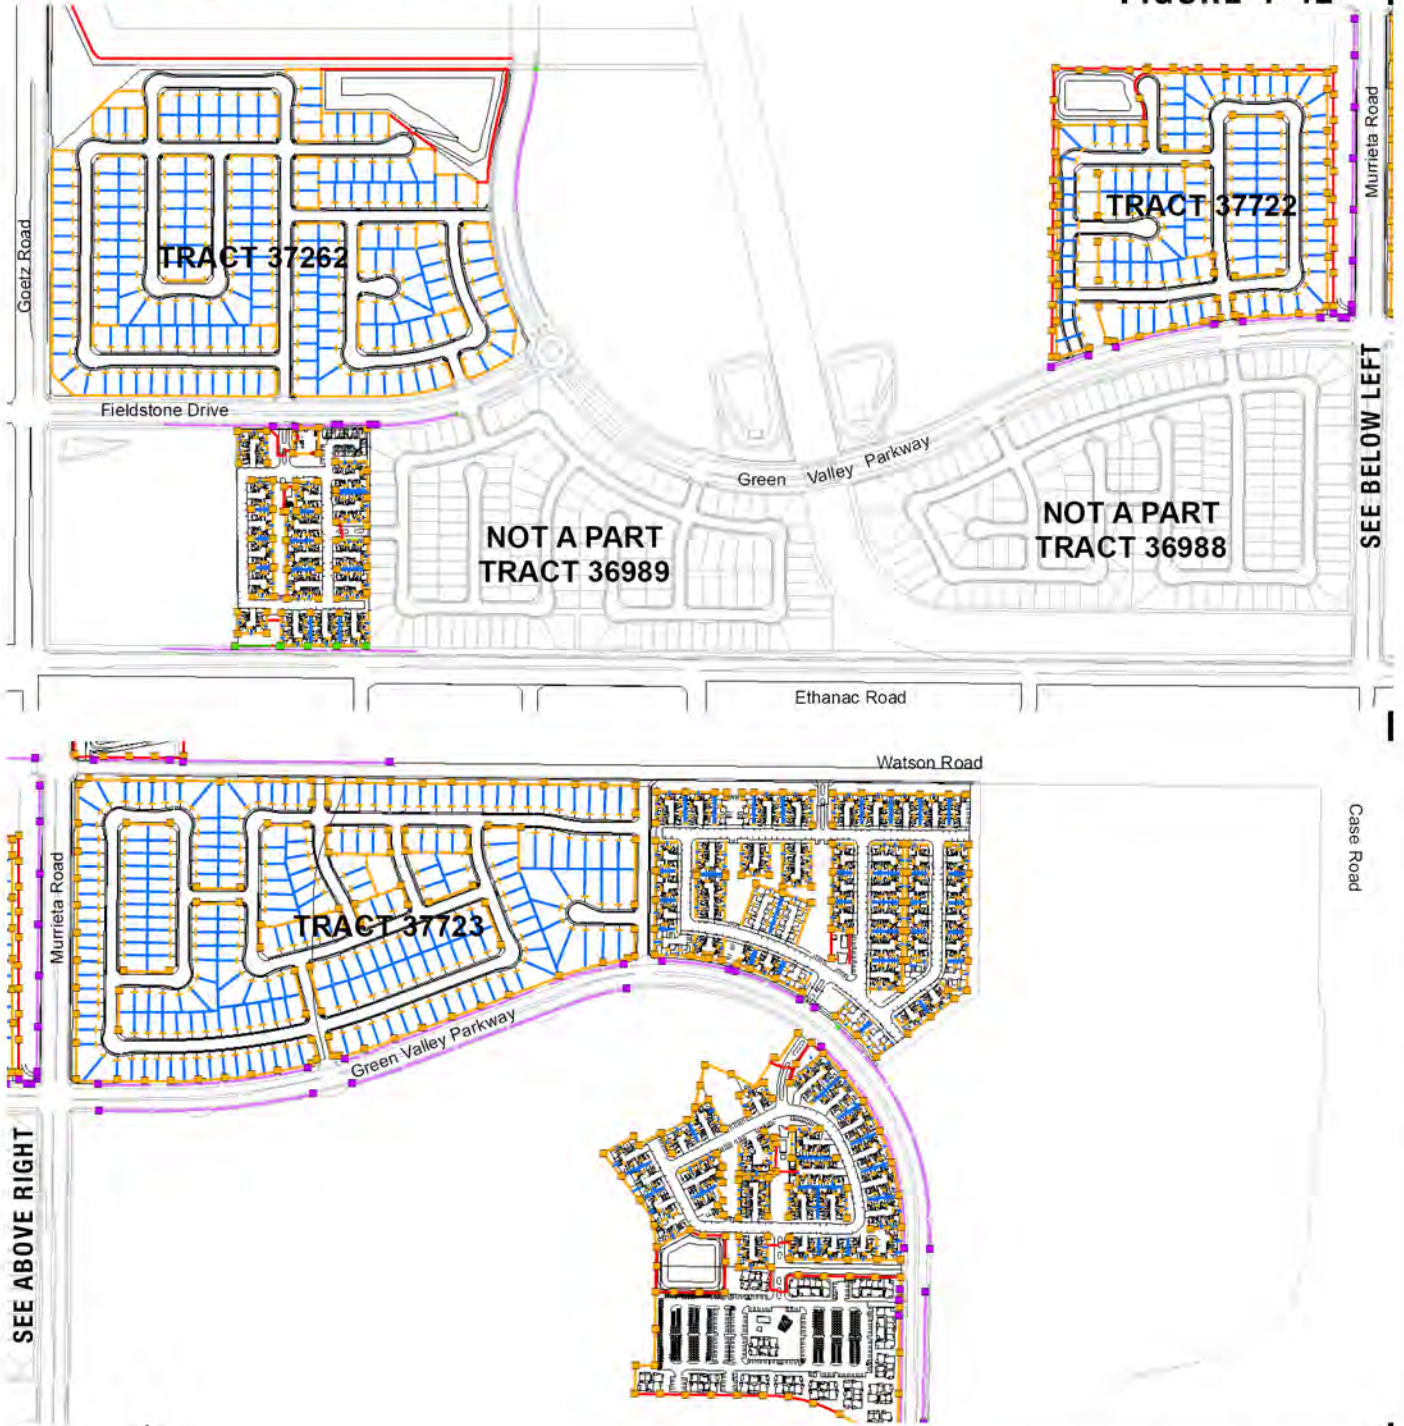 Murrieta Road
TRACT 37722
Goetz Road
TRACT 37262
SEE BELOW LEFT
Fieldstone Drive
Green Valley Parkway
NOT A PART
TRACT 36989
NOT A PART
TRACT 36988
Ethanac Road
Watson Road
Case Road
Murrieta Road
TRACT 37723
Green Valley Parkway
SEE ABOVE RIGHT